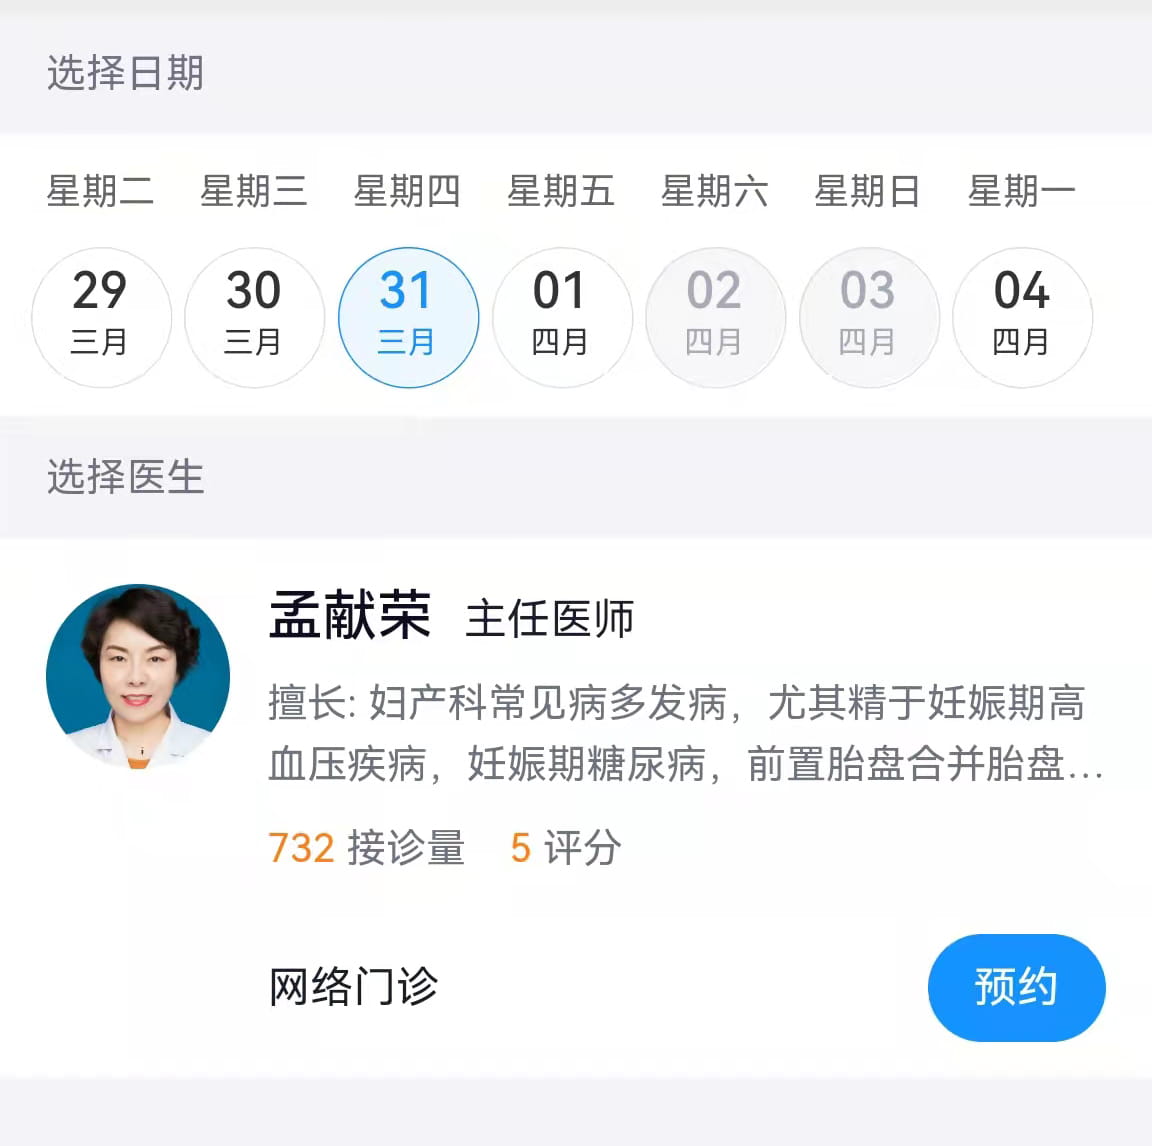 选择日期
星期二 星期三 星期四 星期五 星期六 星期日 星期一
29 30 31 01 02 03 04
三月 三月 三月 四月 四月 四月 四月
选择医生
孟献荣 主任医师
擅长: 妇产科常见病多发病，尤其精于妊娠期高
血压疾病，妊娠期糖尿病，前置胎盘合并胎盘...
732 接诊量 5 评分
网络门诊 预约